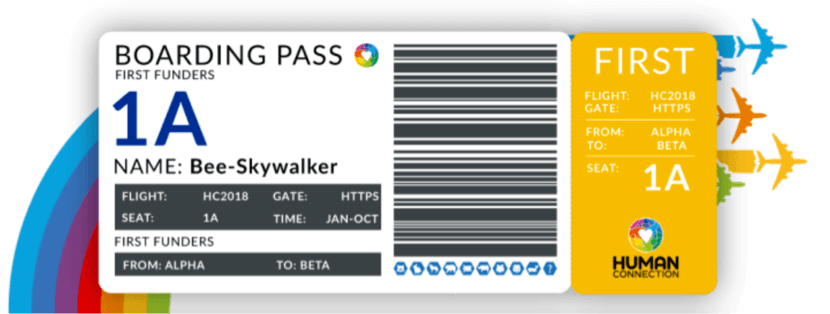 BOARDING PASS
FIRST FUNDERS
1A
NAME: Bee-Skywalker
FLIGHT: HC2018 GATE: HTTPS
SEAT: 1A TIME: JAN-OCT
FIRST FUNDERS
FROM: ALPHA TO: BETA
?
FIRST
FLIGHT: HC2018
GATE: HTTPS
FROM: ALPHA
TO: BETA
SEAT: 1A
HUMAN
CONNECTION